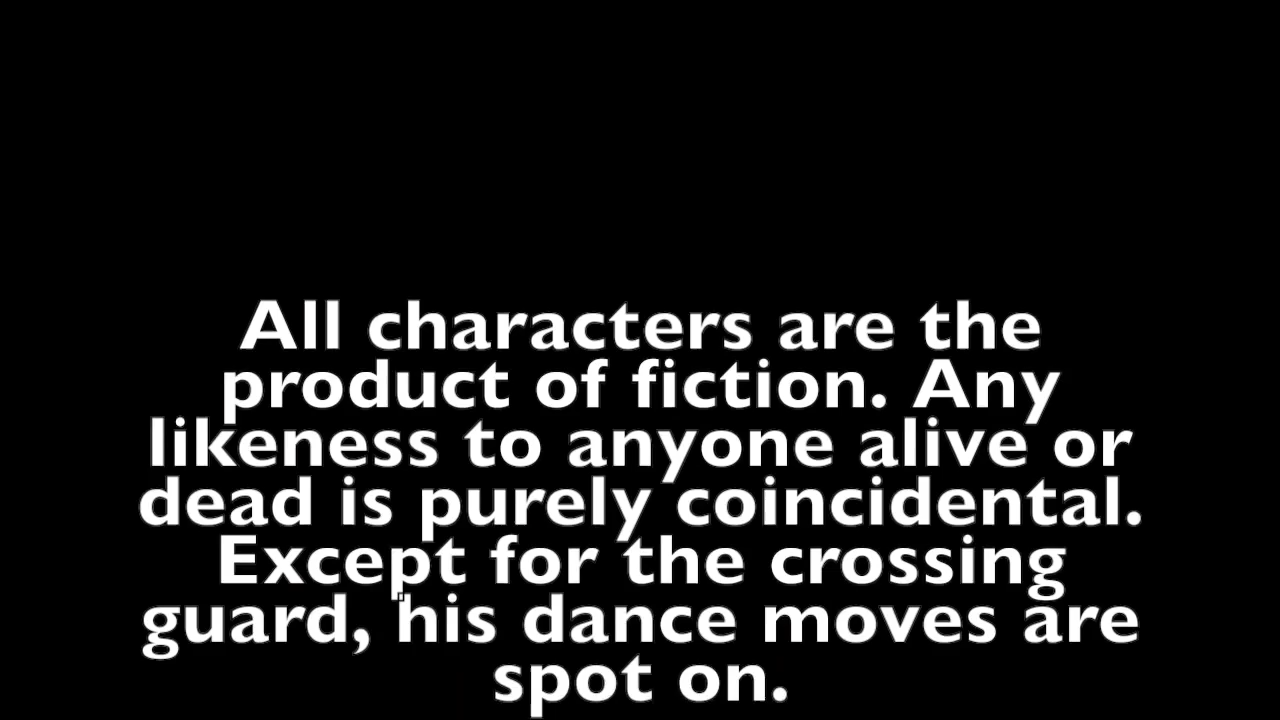 All characters are the
product of fiction. Any
likeness to anyone alive or
dead is purely coincidental.
Except for the crossing
guard, his dance moves are
spot on.